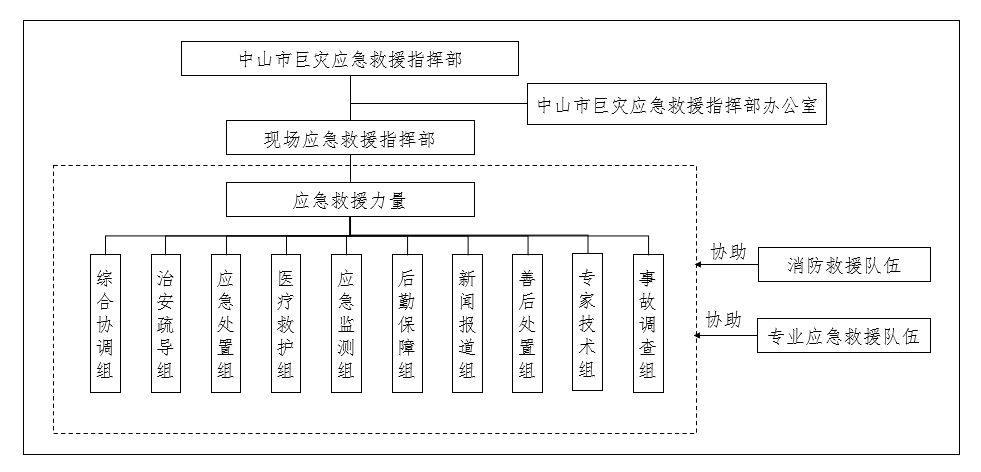 中山市巨灾应急救援指挥部
中山市巨灾应急救援指挥部办公室
现场应急救援指挥部
应急救援力量
综合协调组
治安疏导组
应急处置组
医疗救护组
应急监测组
后勤保障组
新闻报道组
善后处置组
专家技术组
事故调查组
协助
消防救援队伍
协助
专业应急救援队伍